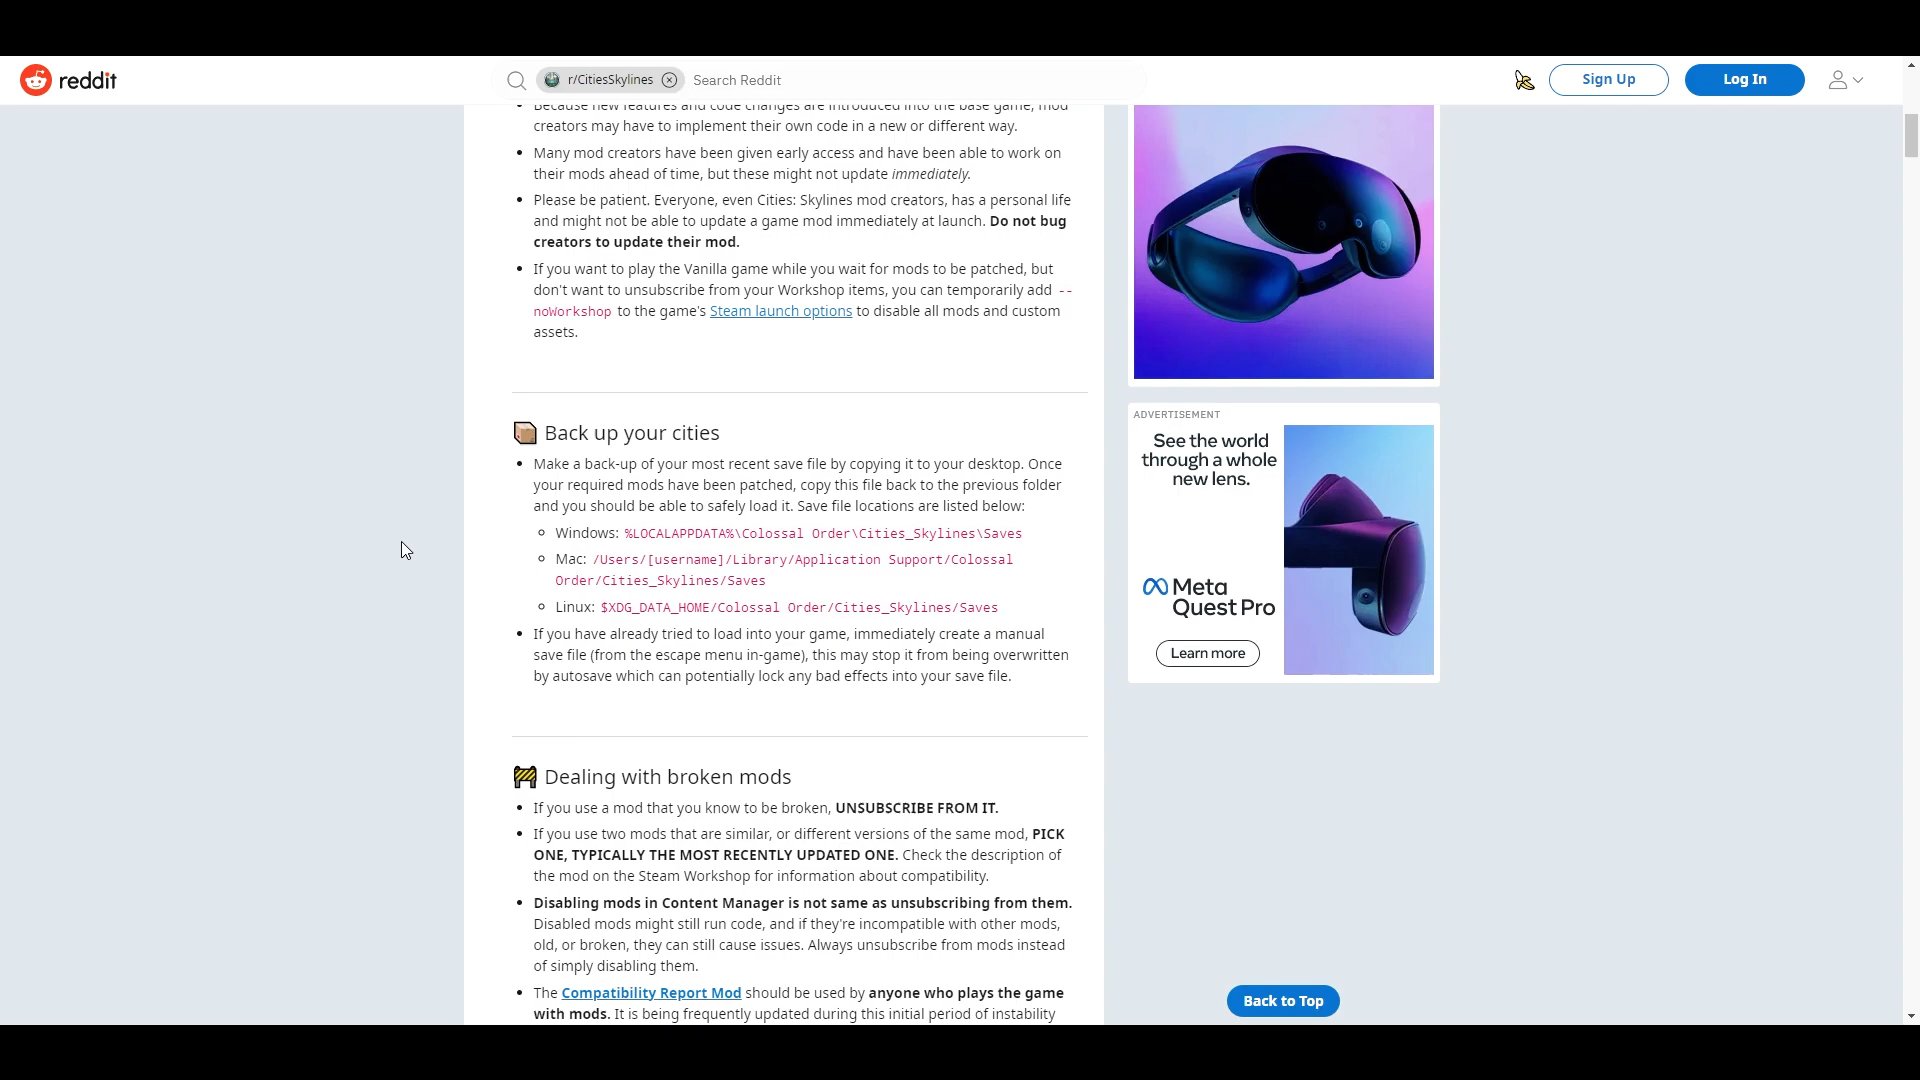 reddit
r/CitiesSkylines
Search Reddit
Sign Up
Log In
Because new features and code changes are introduced into the base game, mod
creators may have to implement their own code in a new or different way.
Many mod creators have been given early access and have been able to work on
their mods ahead of time, but these might not update immediately.
Please be patient. Everyone, even Cities: Skylines mod creators, has a personal life
and might not be able to update a game mod immediately at launch. Do not bug
creators to update their mod.
If you want to play the Vanilla game while you wait for mods to be patched, but
don't want to unsubscribe from your Workshop items, you can temporarily add --
noWorkshop to the game's Steam launch options to disable all mods and custom
assets.
Back up your cities
Make a back-up of your most recent save file by copying it to your desktop. Once
your required mods have been patched, copy this file back to the previous folder
and you should be able to safely load it. Save file locations are listed below:
Windows: %LOCALAPPDATA%\Colossal Order\Cities_Skylines\Saves
Mac: /Users/[username]/Library/Application Support/Colossal
Order/Cities_Skylines/Saves
Linux: $XDG_DATA_HOME/Colossal Order/Cities_Skylines/Saves
If you have already tried to load into your game, immediately create a manual
save file (from the escape menu in-game), this may stop it from being overwritten
by autosave which can potentially lock any bad effects into your save file.
Dealing with broken mods
If you use a mod that you know to be broken, UNSUBSCRIBE FROM IT.
If you use two mods that are similar, or different versions of the same mod, PICK
ONE, TYPICALLY THE MOST RECENTLY UPDATED ONE. Check the description of
the mod on the Steam Workshop for information about compatibility.
Disabling mods in Content Manager is not same as unsubscribing from them.
Disabled mods might still run code, and if they're incompatible with other mods,
old, or broken, they can still cause issues. Always unsubscribe from mods instead
of simply disabling them.
The Compatibility Report Mod should be used by anyone who plays the game
with mods. It is being frequently updated during this initial period of instability
ADVERTISEMENT
See the world
through a whole
new lens.
Meta
Quest Pro
Learn more
Back to Top